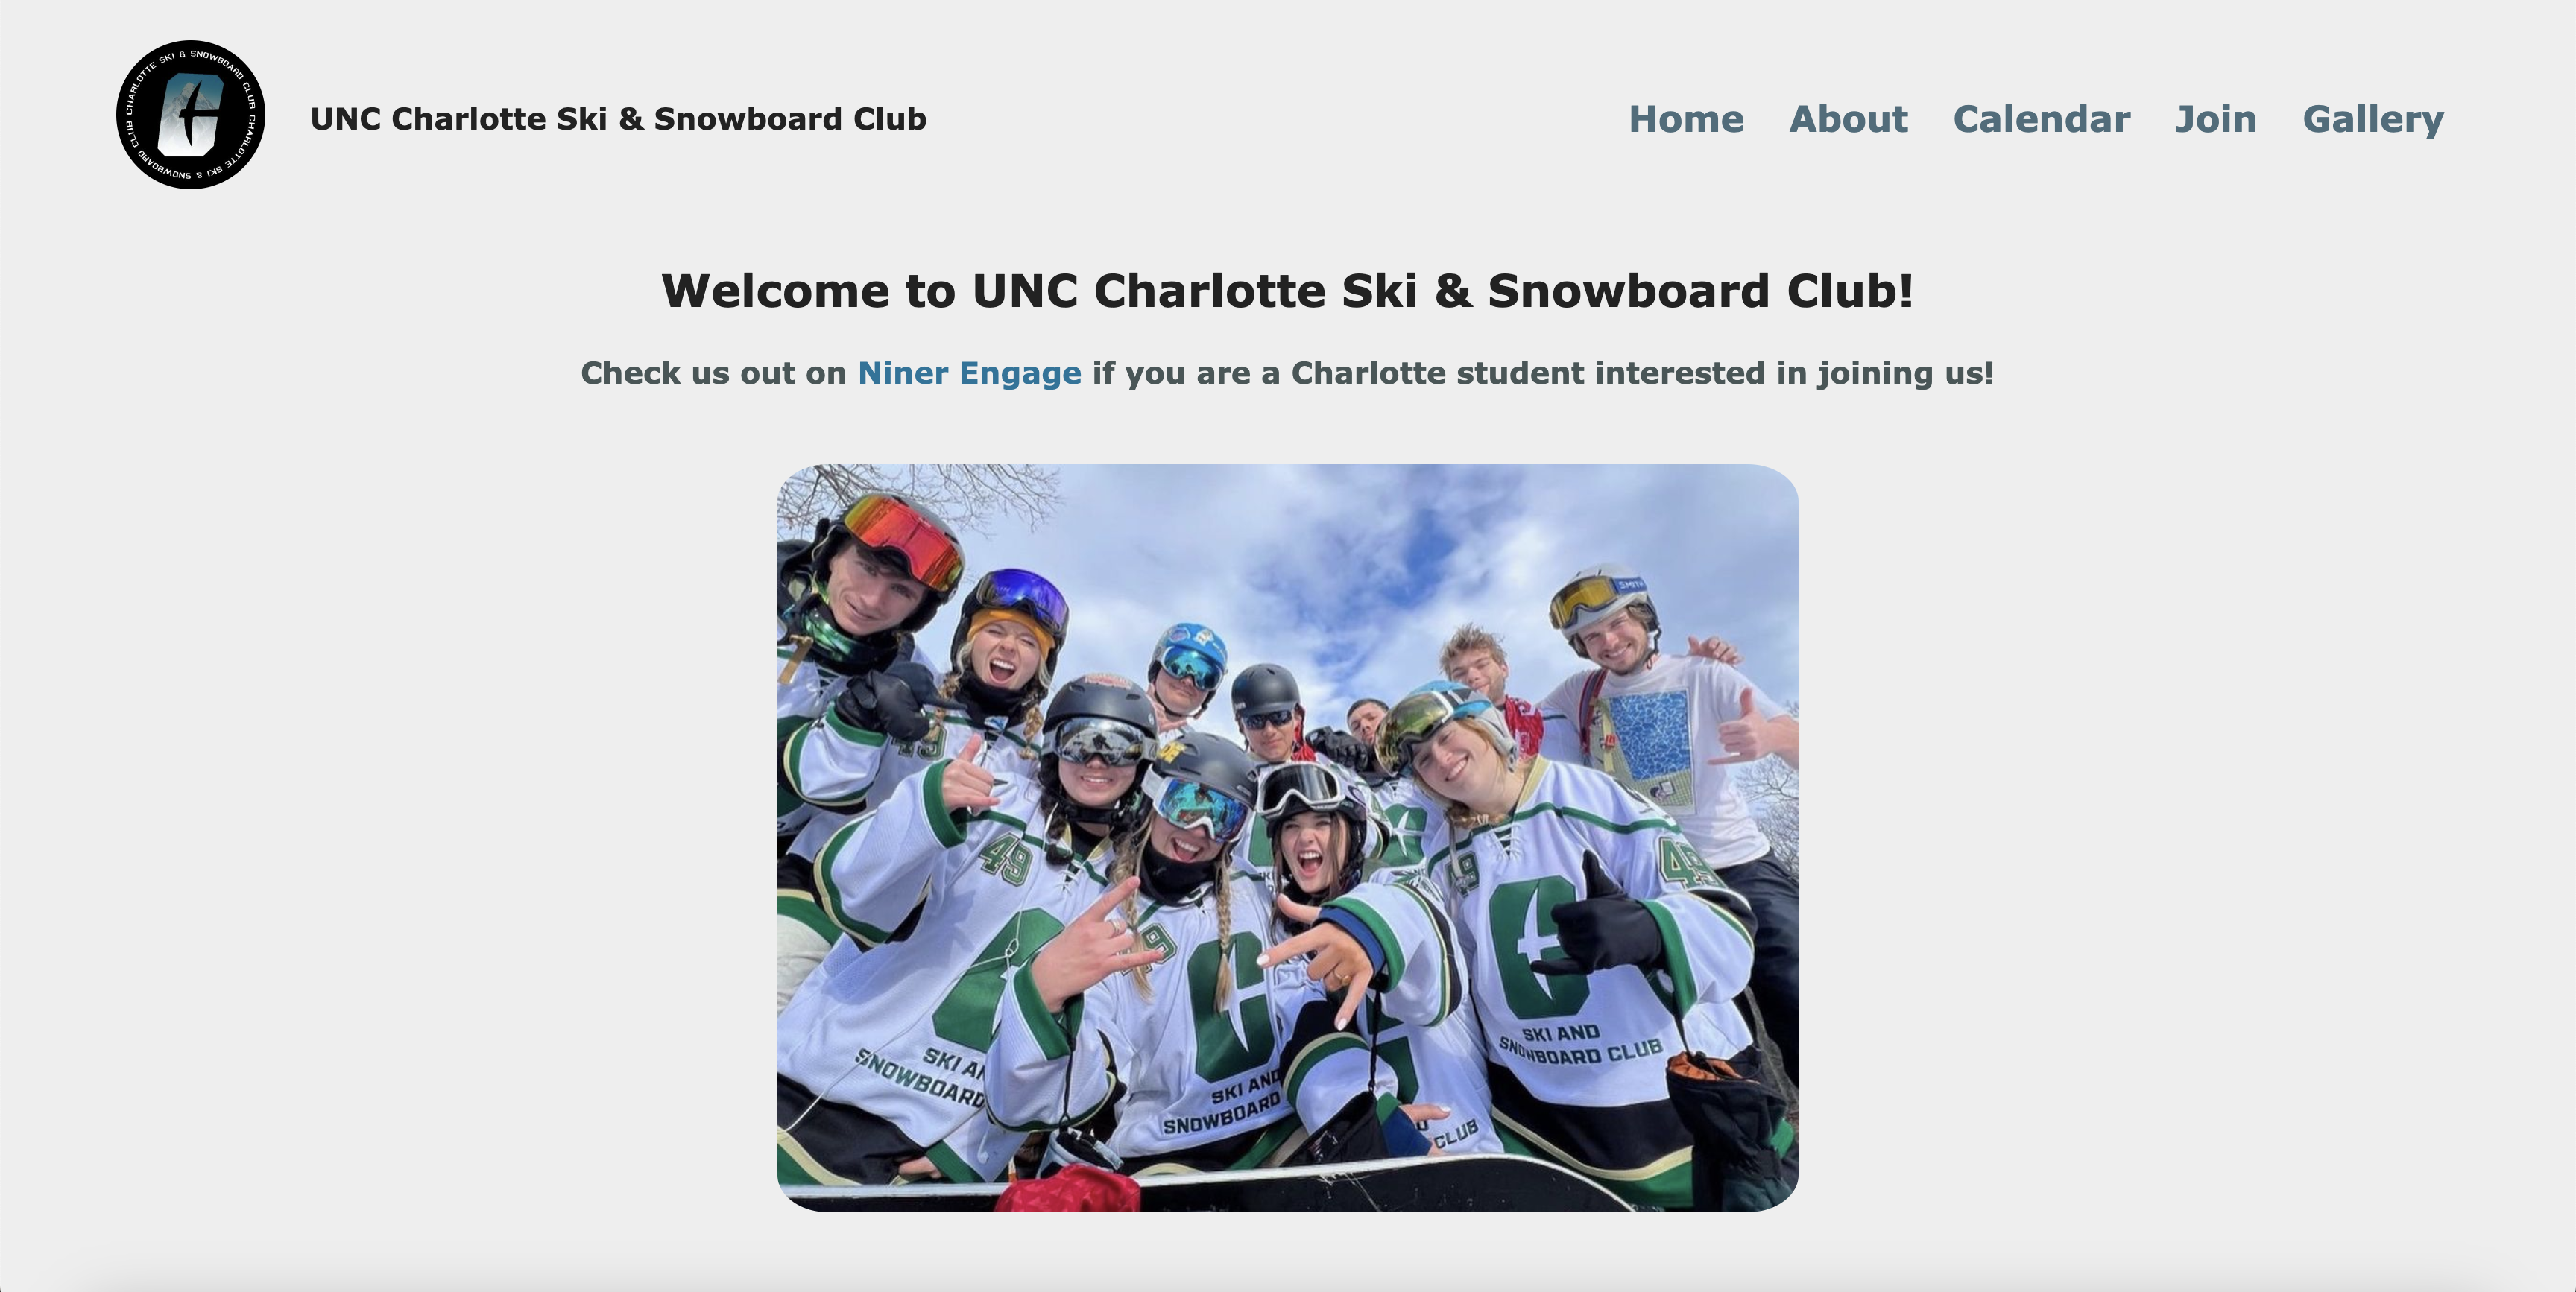 CHARLOTTE SKI & SNOWBOARD CLUB CHARLOTTE SKI & SNOWBOARD CLUB
UNC Charlotte Ski & Snowboard Club
Home About Calendar Join Gallery
Welcome to UNC Charlotte Ski & Snowboard Club!
Check us out on Niner Engage if you are a Charlotte student interested in joining us!
SMITH
49
49
49
49
SKI AND
SNOWBOARD CLUB
SKI AND
SNOWBOARD
SKI AN
SNOWBOARD
CLUB